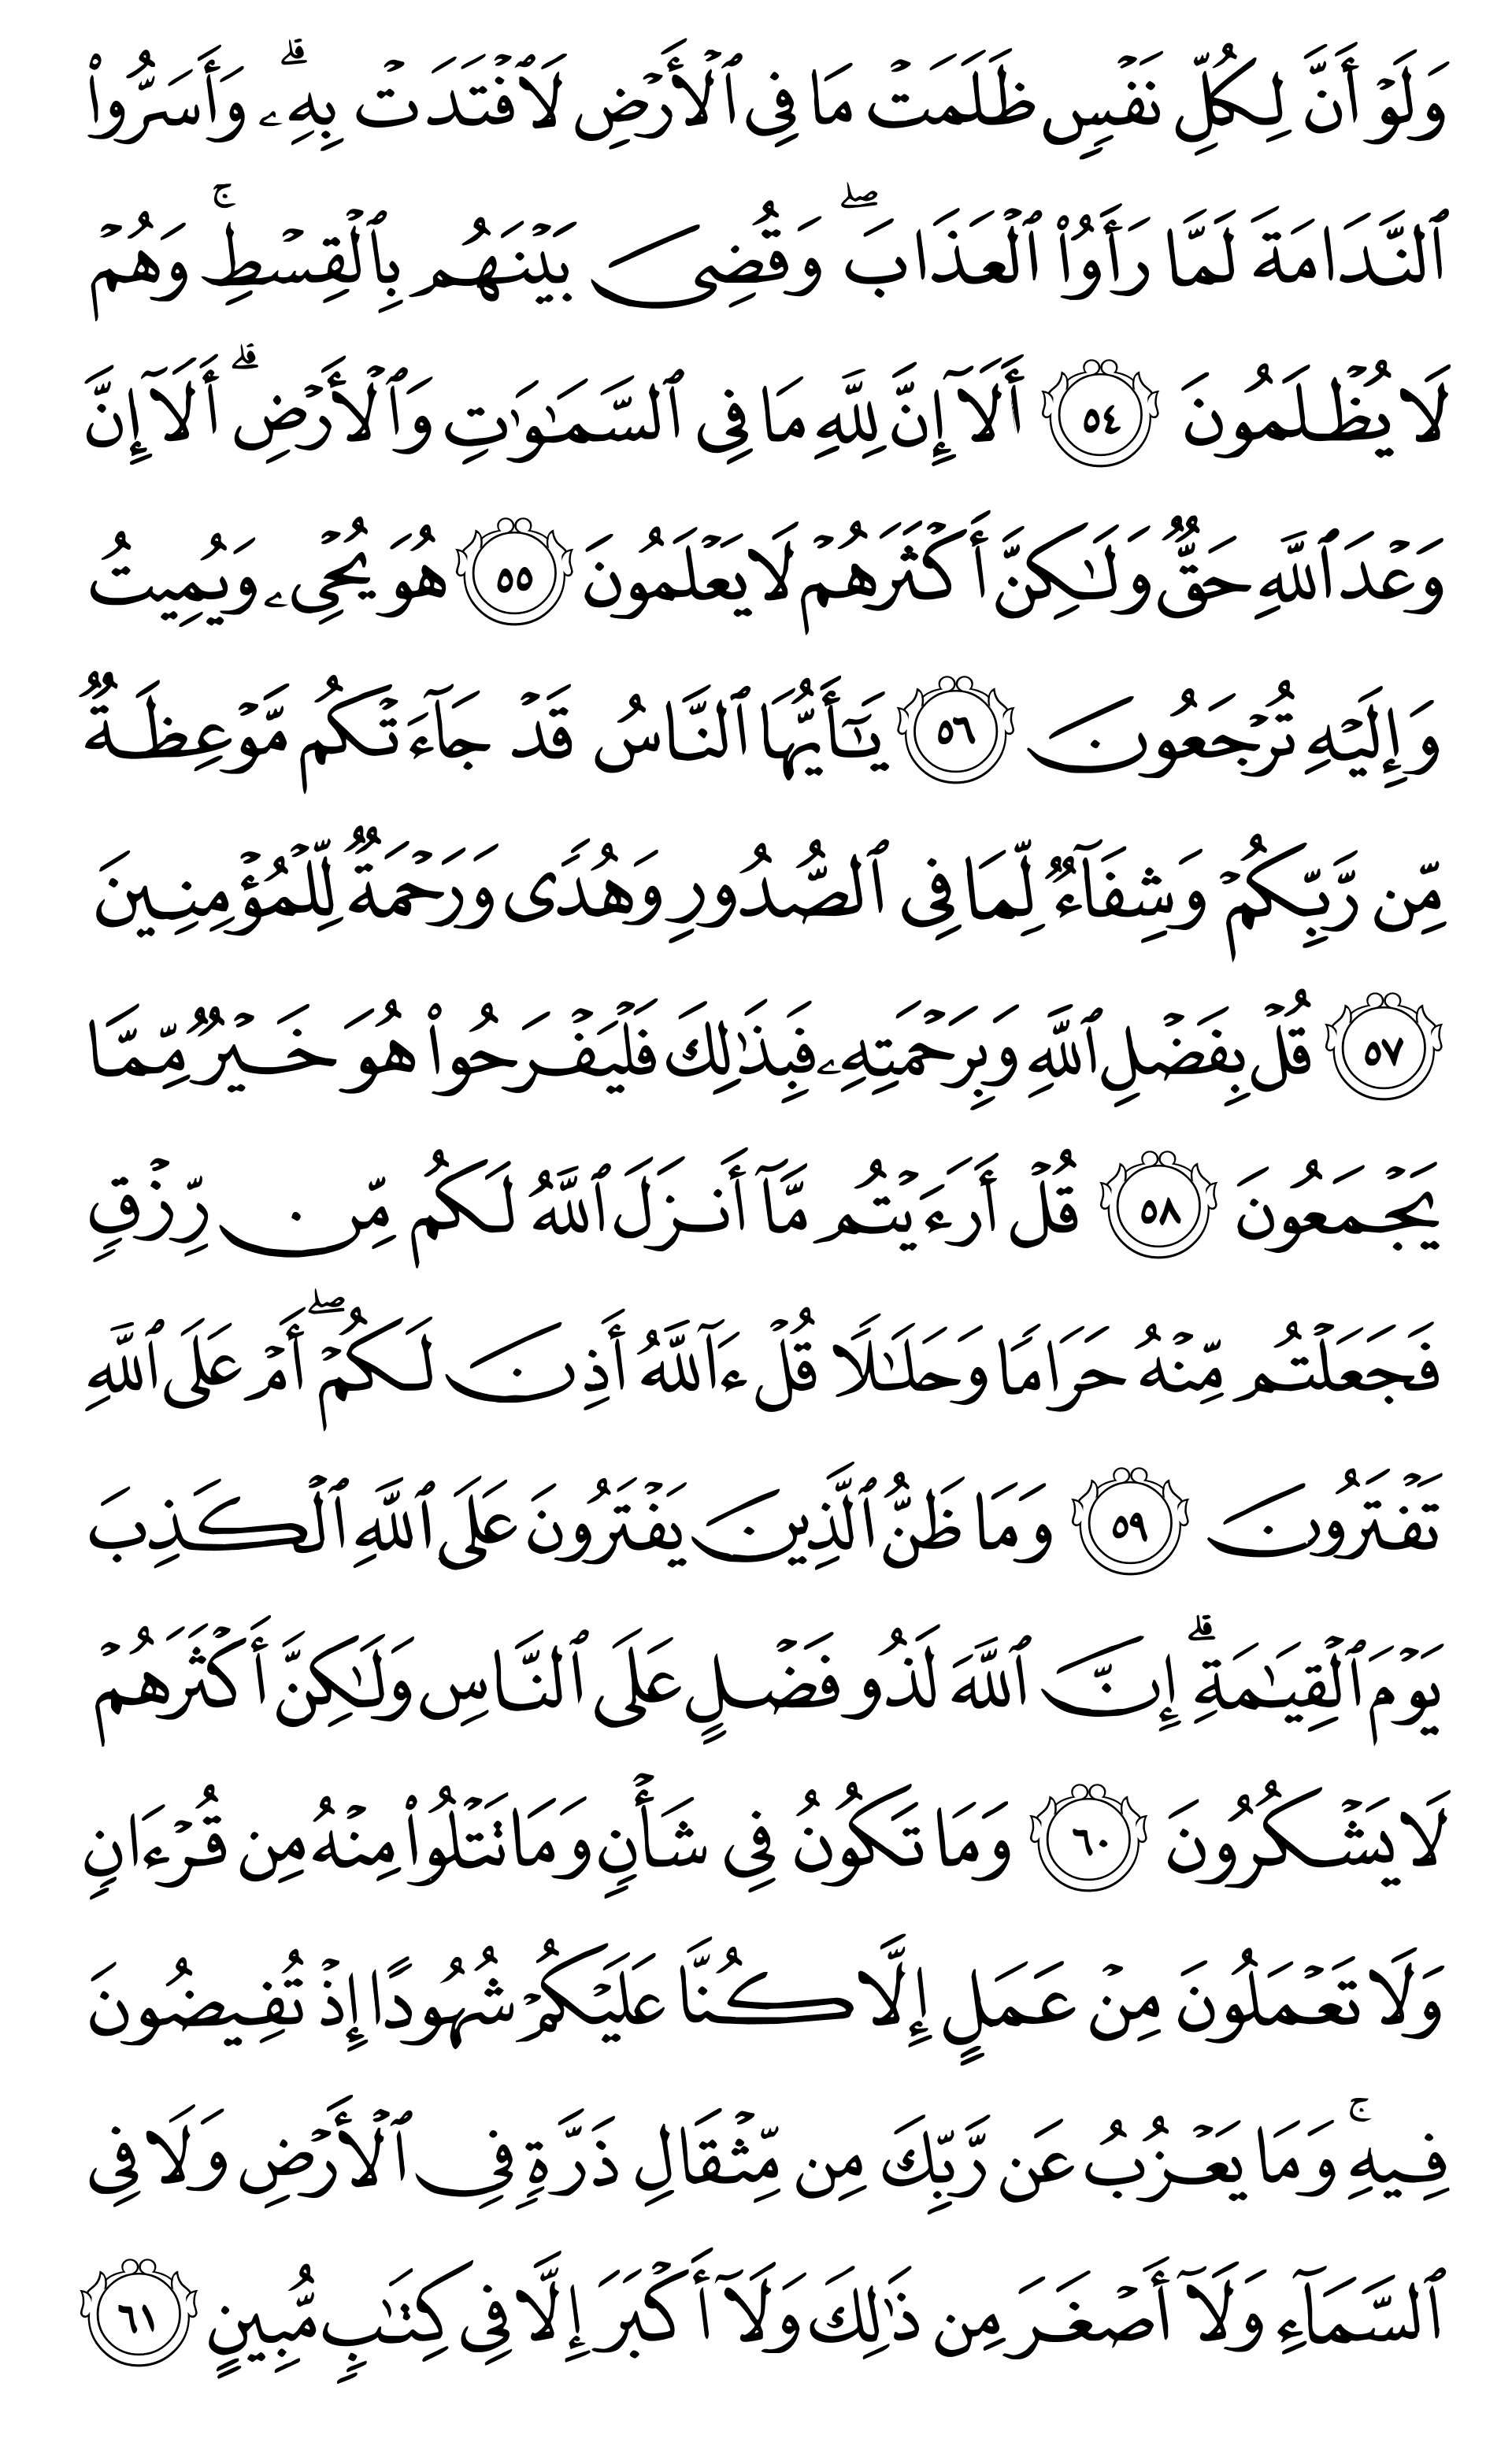 وَلَوۡ أَنَّ لِكُلِّ نَفۡسٖ ظَلَمَتۡ مَا فِي ٱلۡأَرۡضِ لَٱفۡتَدَتۡ بِهِۦۗ وَأَسَرُّواْ
ٱلنَّدَامَةَ لَمَّا رَأَوُاْ ٱلۡعَذَابَۖ وَقُضِيَ بَيۡنَهُم بِٱلۡقِسۡطِۚ وَهُمۡ
لَا يُظۡلَمُونَ ٥٤ أَلَآ إِنَّ لِلَّهِ مَا فِي ٱلسَّمَٰوَٰتِ وَٱلۡأَرۡضِۗ أَلَآ إِنَّ
وَعۡدَ ٱللَّهِ حَقّٞ وَلَٰكِنَّ أَكۡثَرَهُمۡ لَا يَعۡلَمُونَ ٥٥ هُوَ يُحۡيِۦ وَيُمِيتُ
وَإِلَيۡهِ تُرۡجَعُونَ ٥٦ يَٰٓأَيُّهَا ٱلنَّاسُ قَدۡ جَآءَتۡكُم مَّوۡعِظَةٞ
مِّن رَّبِّكُمۡ وَشِفَآءٞ لِّمَا فِي ٱلصُّدُورِ وَهُدٗى وَرَحۡمَةٞ لِّلۡمُؤۡمِنِينَ
٥٧ قُلۡ بِفَضۡلِ ٱللَّهِ وَبِرَحۡمَتِهِۦ فَبِذَٰلِكَ فَلۡيَفۡرَحُواْ هُوَ خَيۡرٞ مِّمَّا
يَجۡمَعُونَ ٥٨ قُلۡ أَرَءَيۡتُم مَّآ أَنزَلَ ٱللَّهُ لَكُم مِّن رِّزۡقٖ
فَجَعَلۡتُم مِّنۡهُ حَرَامٗا وَحَلَٰلٗا قُلۡ ءَآللَّهُ أَذِنَ لَكُمۡۖ أَمۡ عَلَى ٱللَّهِ
تَفۡتَرُونَ ٥٩ وَمَا ظَنُّ ٱلَّذِينَ يَفۡتَرُونَ عَلَى ٱللَّهِ ٱلۡكَذِبَ
يَوۡمَ ٱلۡقِيَٰمَةِۗ إِنَّ ٱللَّهَ لَذُو فَضۡلٍ عَلَى ٱلنَّاسِ وَلَٰكِنَّ أَكۡثَرَهُمۡ
لَا يَشۡكُرُونَ ٦٠ وَمَا تَكُونُ فِي شَأۡنٖ وَمَا تَتۡلُواْ مِنۡهُ مِن قُرۡءَانٖ
وَلَا تَعۡمَلُونَ مِنۡ عَمَلٍ إِلَّا كُنَّا عَلَيۡكُمۡ شُهُودًا إِذۡ تُفِيضُونَ
فِيهِۚ وَمَا يَعۡزُبُ عَن رَّبِّكَ مِن مِّثۡقَالِ ذَرَّةٖ فِي ٱلۡأَرۡضِ وَلَا فِي
ٱلسَّمَآءِ وَلَآ أَصۡغَرَ مِن ذَٰلِكَ وَلَآ أَكۡبَرَ إِلَّا فِي كِتَٰبٖ مُّبِينٍ ٦١